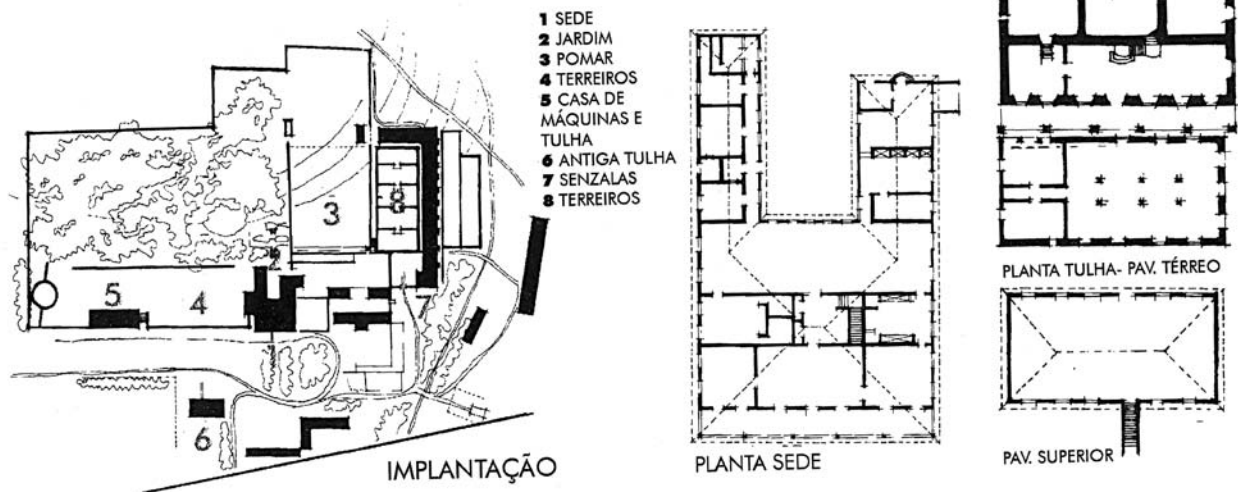 1 SEDE
2 JARDIM
3 POMAR
4 TERREIROS
5 CASA DE
MÁQUINAS E
TULHA
6 ANTIGA TULHA
7 SENZALAS
8 TERREIROS
3
8
2
5
4
7
6
IMPLANTAÇÃO
PLANTA SEDE
PLANTA TULHA- PAV. TÉRREO
PAV. SUPERIOR